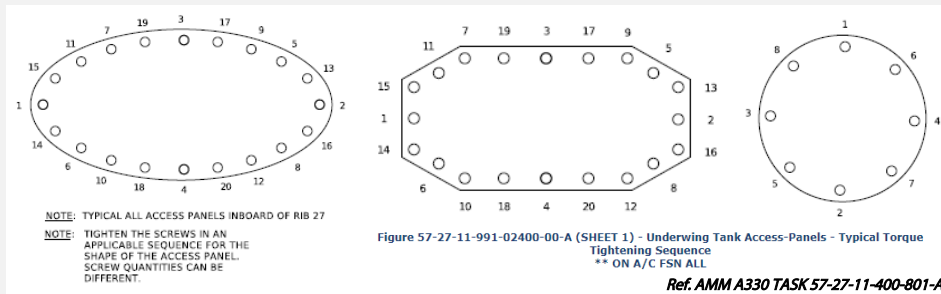 3
19 17
7 9
11 5
15 13
1 2
14 16
6 8
10 12
18 4 20
7 19 3 17 9
11 5
15 13
1 2
14 16
6 8
10 18 4 20 12
1
8 6
3 4
5 7
2
NOTE: TYPICAL ALL ACCESS PANELS INBOARD OF RIB 27
NOTE: TIGHTEN THE SCREWS IN AN
APPLICABLE SEQUENCE FOR THE
SHAPE OF THE ACCESS PANEL.
SCREW QUANTITIES CAN BE
DIFFERENT.
Figure 57-27-11-991-02400-00-A (SHEET 1) - Underwing Tank Access-Panels - Typical Torque
Tightening Sequence
** ON A/C FSN ALL
Ref. AMM A330 TASK 57-27-11-400-801-A